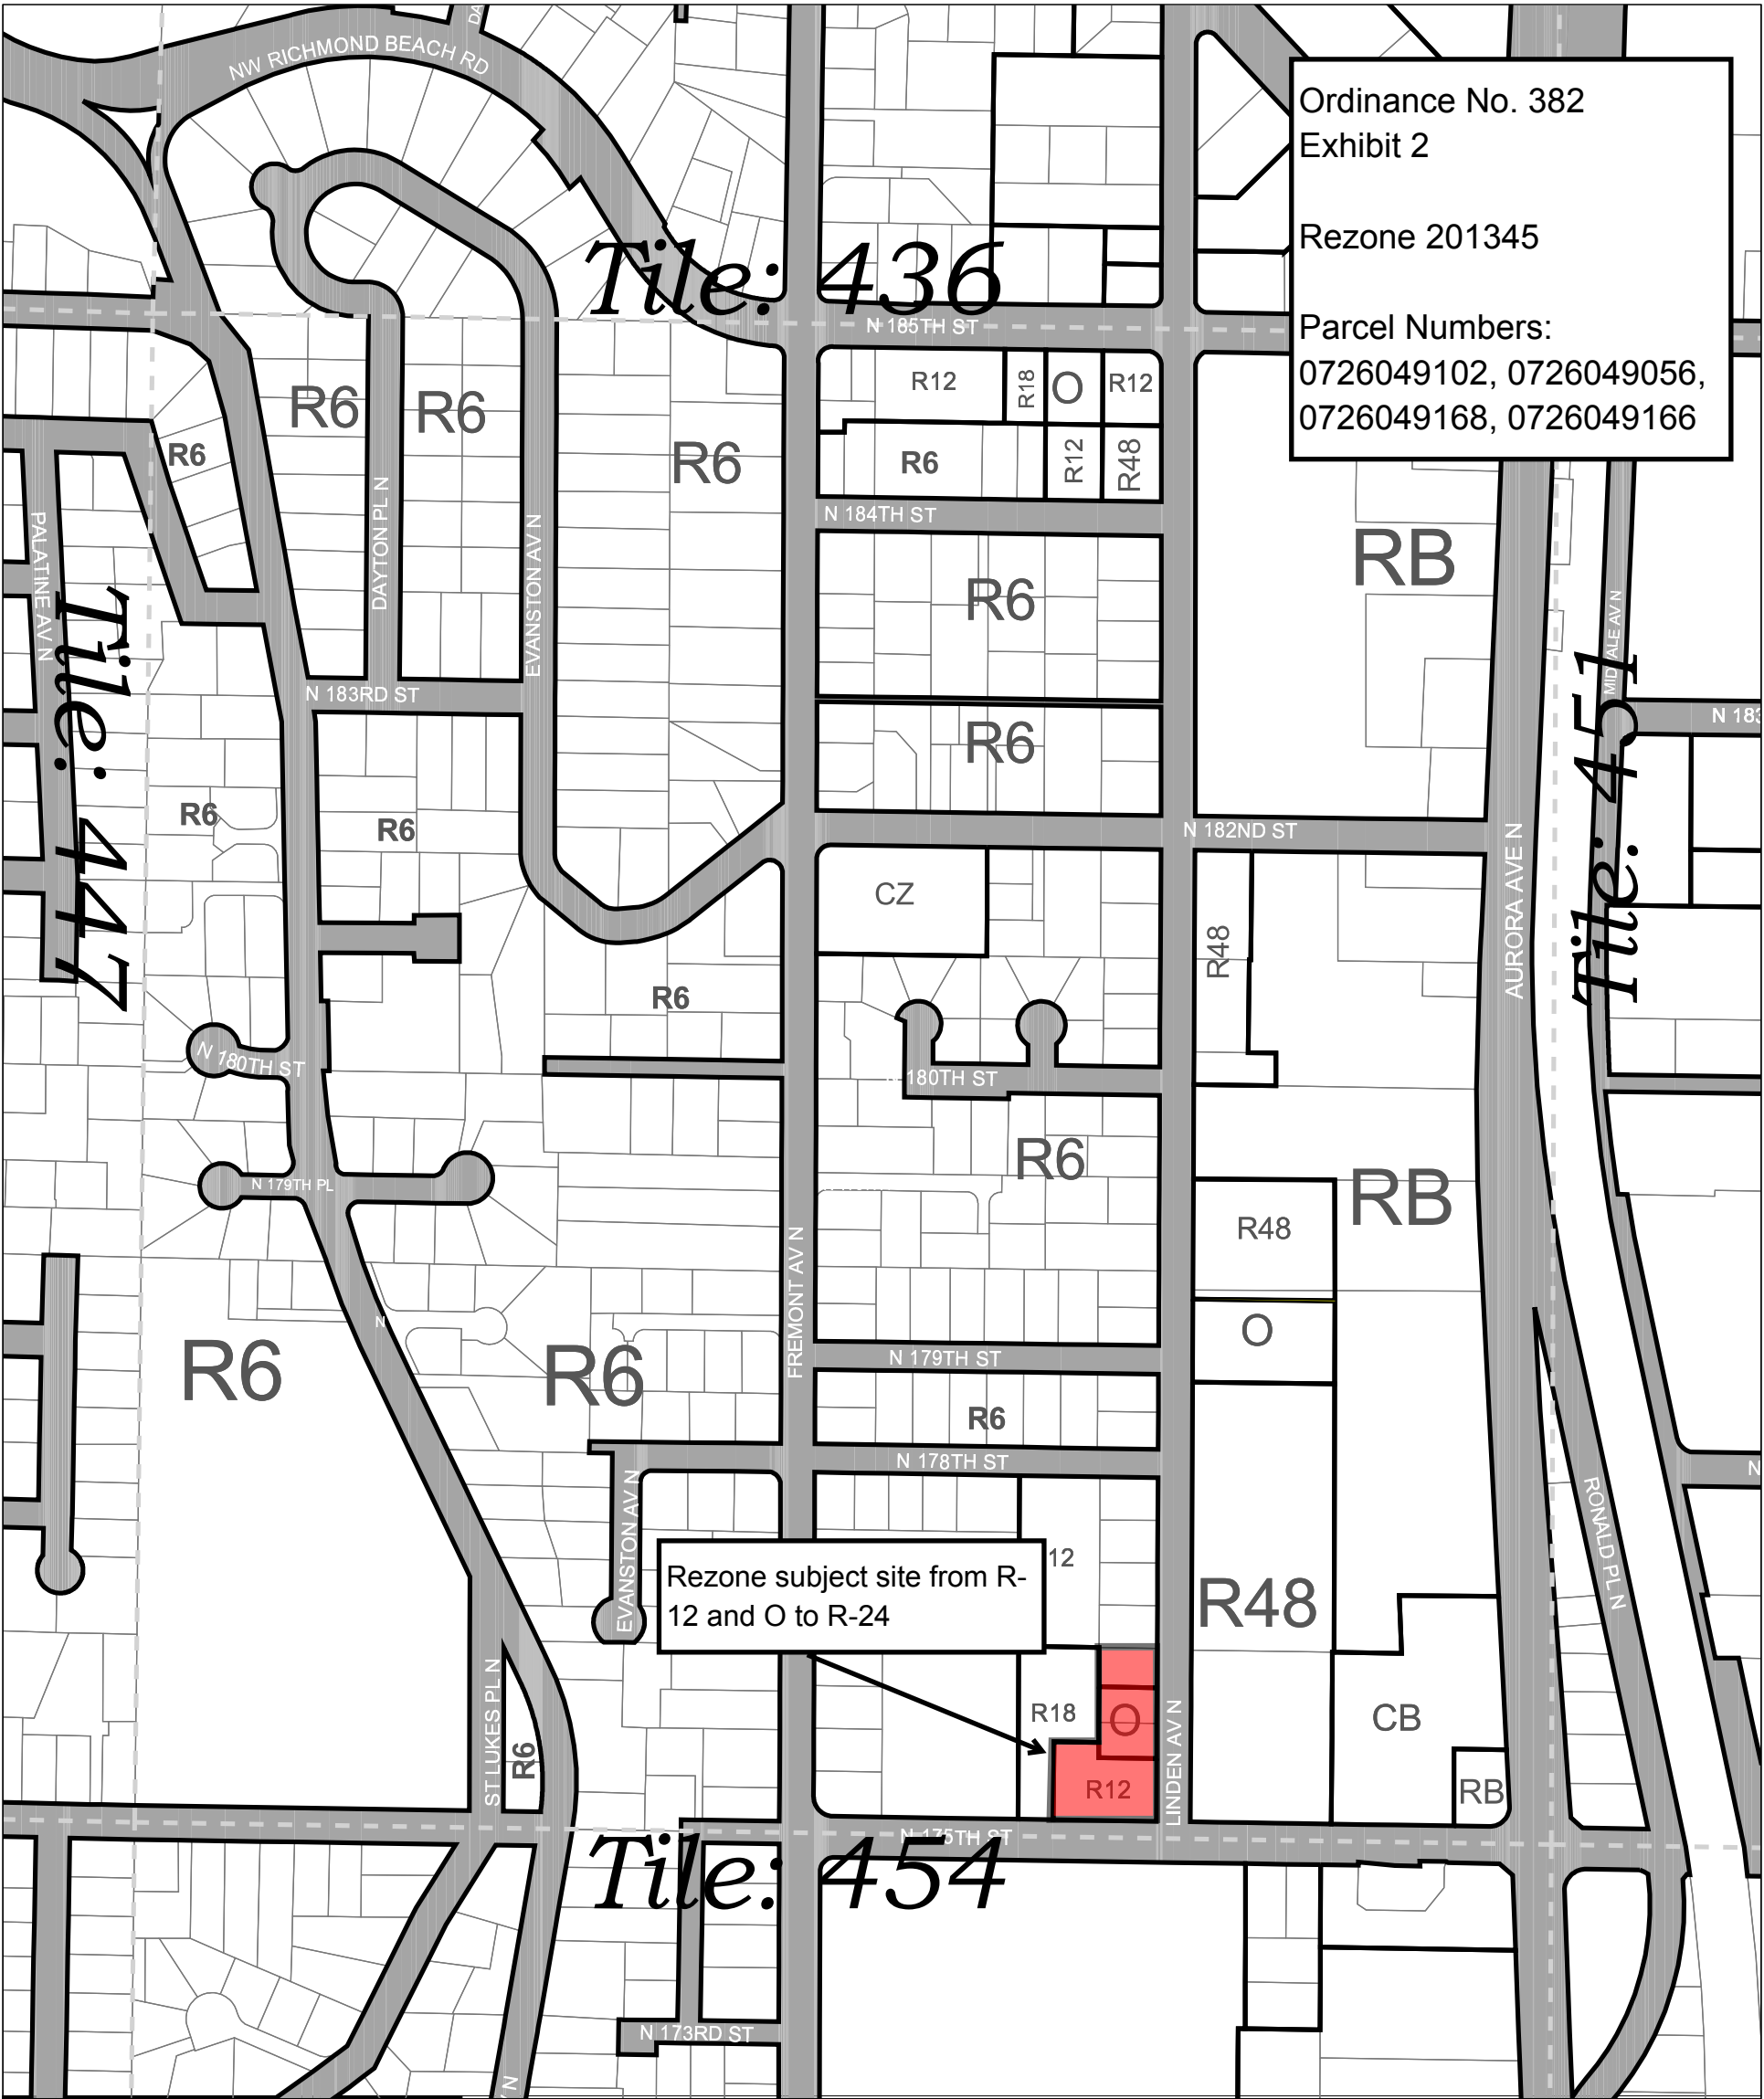 NW RICHMOND BEACH RD
DA
Ordinance No. 382
Exhibit 2
Rezone 201345
Parcel Numbers:
0726049102, 0726049056,
0726049168, 0726049166
Tile: 436
N 185TH ST
R12
R18
O
R12
R6
R6
R6
R6
R6
R12
R48
N 184TH ST
PALATINE AV N
DAYTON PL N
EVANSTON AV N
RB
R6
MIDVALE AV N
Tile: 447
Tile: 451
N 183RD ST
N 183
R6
R6
R6
N 182ND ST
AURORA AVE N
CZ
R48
R6
N 180TH ST
N 180TH ST
R6
N 179TH PL
RB
R48
FREMONT AV N
N
O
R6
R6
N 179TH ST
R6
N 178TH ST
N
EVANSTON AV N
RONALD PL N
Rezone subject site from R-
12 and O to R-24
12
R48
ST LUKES PL N
R6
R18
O
LINDEN AV N
CB
R12
RB
N 175TH ST
Tile: 454
N 173RD ST
N